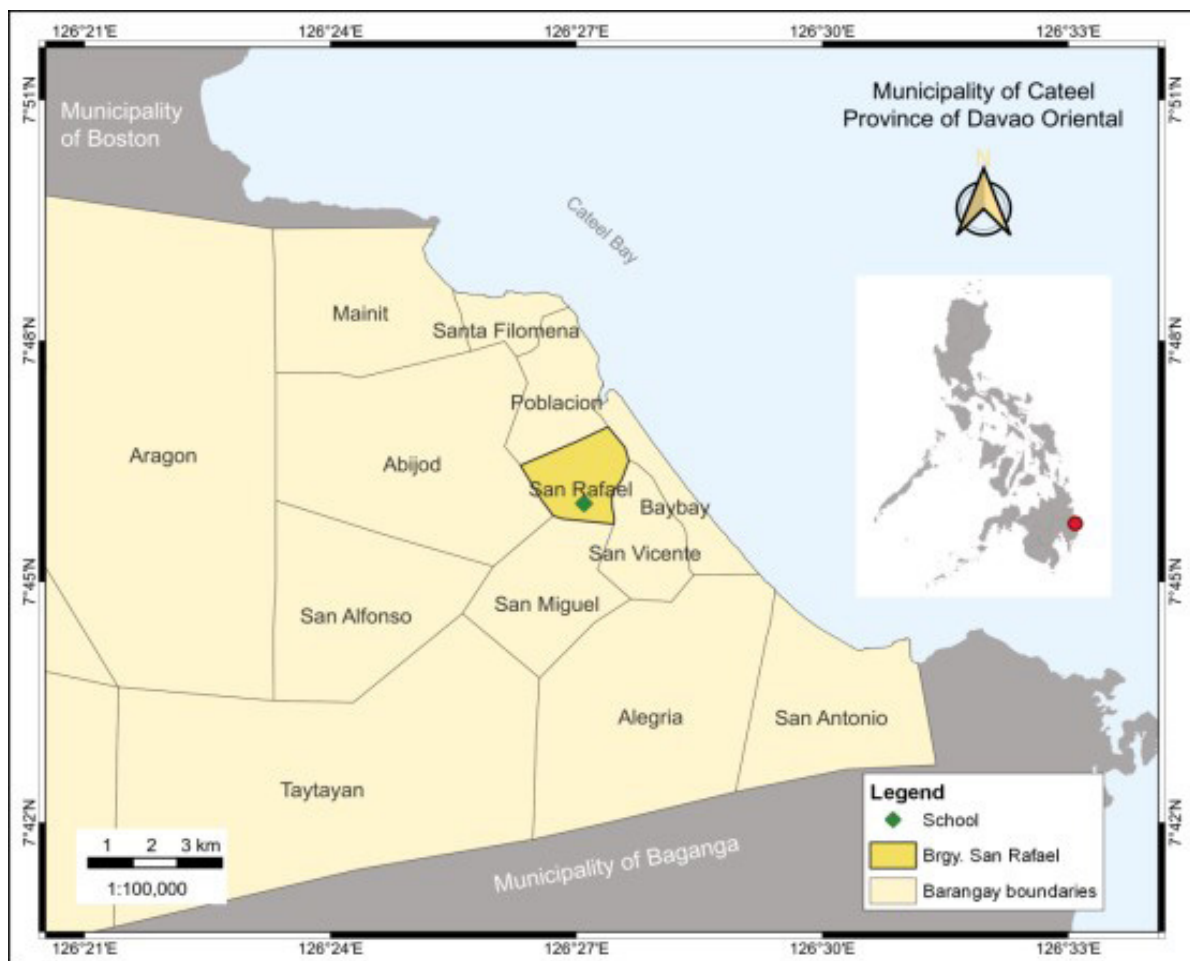 126°21'E 126°24'E 126°27'E 126°30'E 126°33'E
7°51'N
7°51'N
Municipality
of Boston
Municipality of Cateel
Province of Davao Oriental
N
Cateel Bay
Mainit
Santa Filomena
7°48'N
7°48'N
Poblacion
Aragon
Abijod
San Rafael
Baybay
San Vicente
7°45'N
7°45'N
San Alfonso
San Miguel
Alegria
San Antonio
Taytayan
Legend
School
Brgy. San Rafael
Barangay boundaries
7°42'N
7°42'N
1 2 3 km
1:100,000
Municipality of Baganga
126°21'E 126°24'E 126°27'E 126°30'E 126°33'E